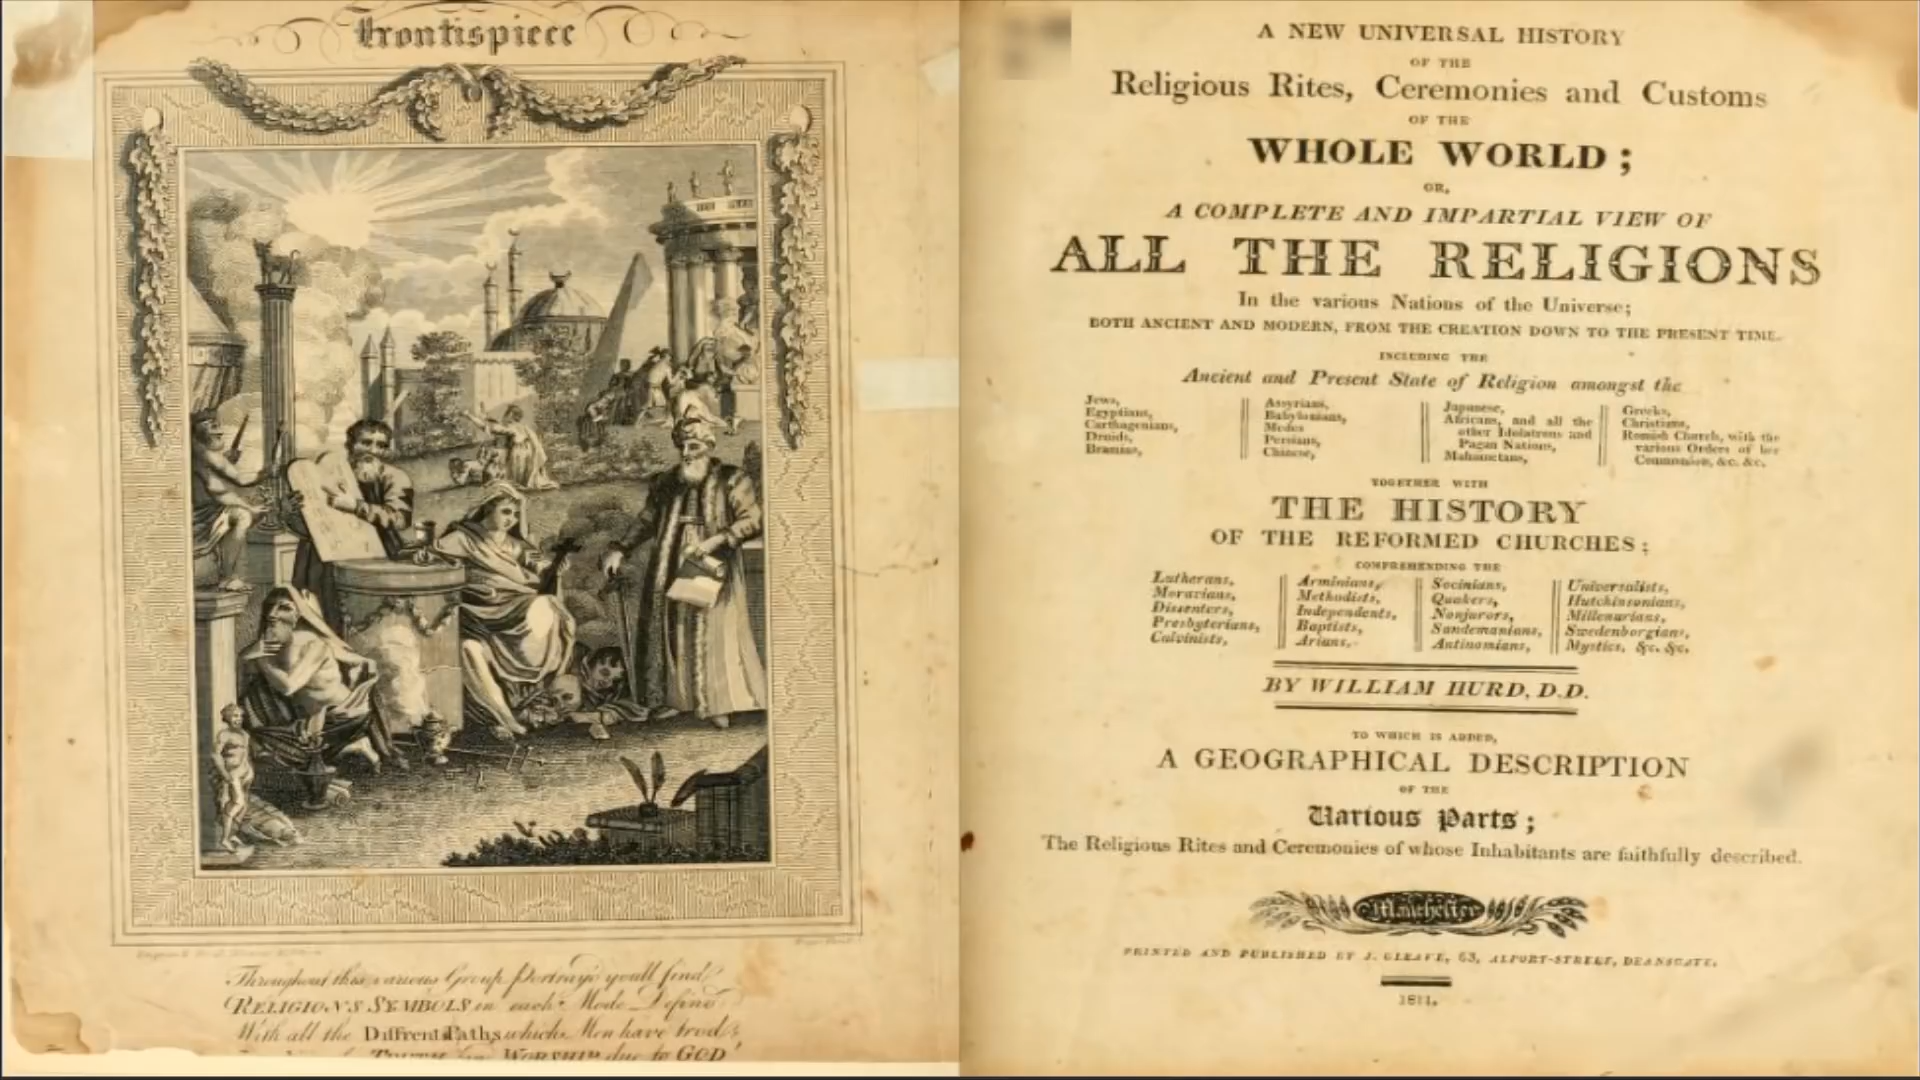 Frontispiece
Throughout this various Group Portray'd youll find
RELIGIONS SYMBOLS in each Mode Defin'd
With all the Diffrent Paths which Men have trod
TRUTH WORSHIP due to GOD
A NEW UNIVERSAL HISTORY
OF THE
Religious Rites, Ceremonies and Customs
OF THE
WHOLE WORLD;
OR,
A COMPLETE AND IMPARTIAL VIEW OF
ALL THE RELIGIONS
In the various Nations of the Universe;
BOTH ANCIENT AND MODERN, FROM THE CREATION DOWN TO THE PRESENT TIME.
INCLUDING THE
Ancient and Present State of Religion amongst the
Jews,
Egyptians,
Carthagenians,
Druids,
Bramins,
Assyrians,
Babylonians,
Medes
Persians,
Chinese,
Japanese,
Africans, and all the
other Idolatrous and
Pagan Nations,
Mahometans,
Greeks,
Christians,
Romish Church, with the
various Orders of her
Communion, &c. &c.
TOGETHER WITH
THE HISTORY
OF THE REFORMED CHURCHES;
COMPREHENDING THE
Lutherans,
Moravians,
Dissenters,
Presbyterians,
Calvinists,
Arminians,
Methodists,
Independents,
Baptists,
Arians.
Socinians,
Quakers,
Nonjurors,
Sandemanians,
Antinomians,
Universalists,
Hutchinsonians,
Millenarians,
Swedenborgians,
Mystics, &c. &c.
BY WILLIAM HURD, D.D.
TO WHICH IS ADDED,
A GEOGRAPHICAL DESCRIPTION
OF THE
Various Parts;
The Religious Rites and Ceremonies of whose Inhabitants are faithfully described.
Manchester
PRINTED AND PUBLISHED BY J. GLEAVE, 63, ALPORT-STREET, DEANSGATE.
1811.